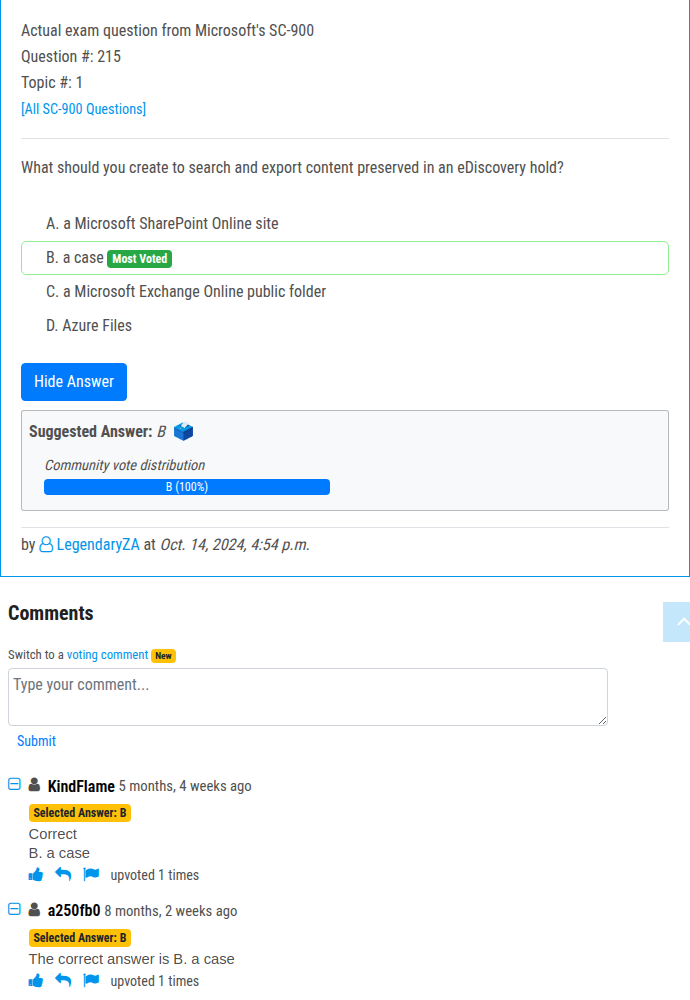 Actual exam question from Microsoft's SC-900
Question #: 215
Topic #: 1
[All SC-900 Questions]
What should you create to search and export content preserved in an eDiscovery hold?
A. a Microsoft SharePoint Online site
B. a case Most Voted
C. a Microsoft Exchange Online public folder
D. Azure Files
Hide Answer
Suggested Answer: B
Community vote distribution
B (100%)
by LegendaryZA at Oct. 14, 2024, 4:54 p.m.
Comments
Switch to a voting comment New
Type your comment...
Submit
KindFlame 5 months, 4 weeks ago
Selected Answer: B
Correct
B. a case
upvoted 1 times
a250fb0 8 months, 2 weeks ago
Selected Answer: B
The correct answer is B. a case
upvoted 1 times